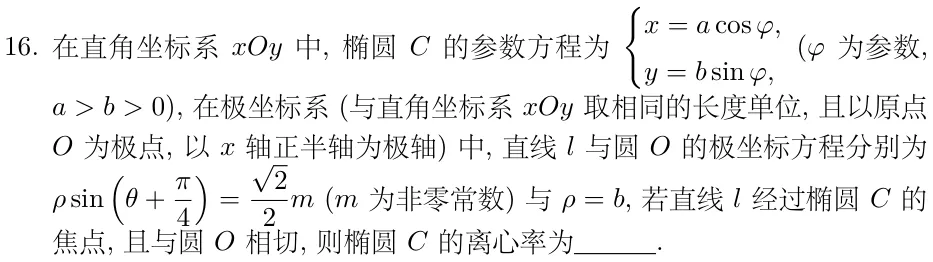 16. 在直角坐标系 xOy 中, 椭圆 C 的参数方程为 { x = a cos φ, y = b sin φ, (φ 为参数,
a > b > 0), 在极坐标系 (与直角坐标系 xOy 取相同的长度单位, 且以原点
O 为极点, 以 x 轴正半轴为极轴) 中, 直线 l 与圆 O 的极坐标方程分别为
ρ sin (θ + π/4) = √2/2 m (m 为非零常数) 与 ρ = b, 若直线 l 经过椭圆 C 的
焦点, 且与圆 O 相切, 则椭圆 C 的离心率为______.